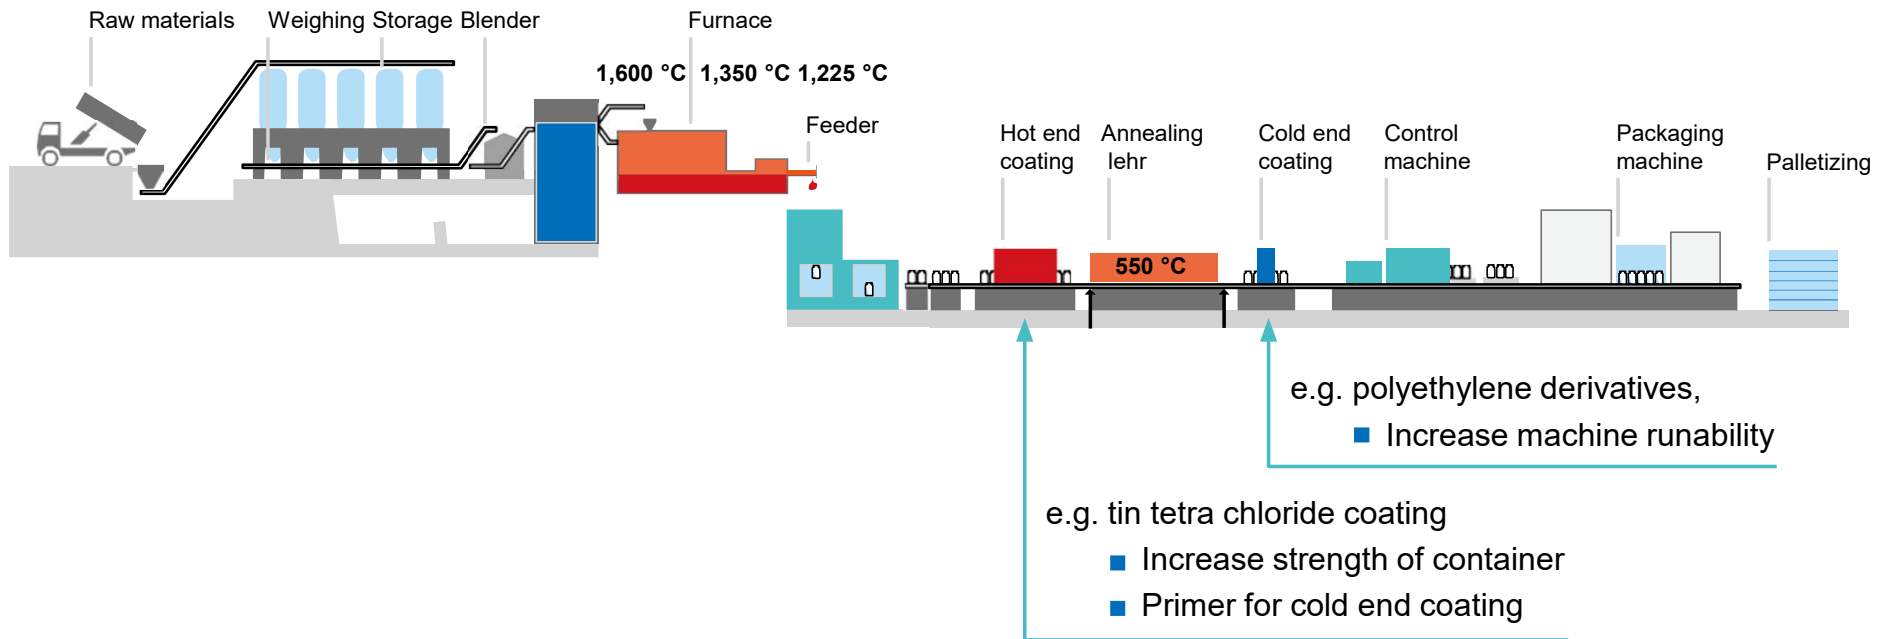 Raw materials
Weighing Storage Blender
Furnace
1,600 °C 1,350 °C 1,225 °C
Feeder
Hot end
coating
Annealing
lehr
Cold end
coating
Control
machine
Packaging
machine
Palletizing
550 °C
e.g. polyethylene derivatives,
Increase machine runability
e.g. tin tetra chloride coating
Increase strength of container
Primer for cold end coating